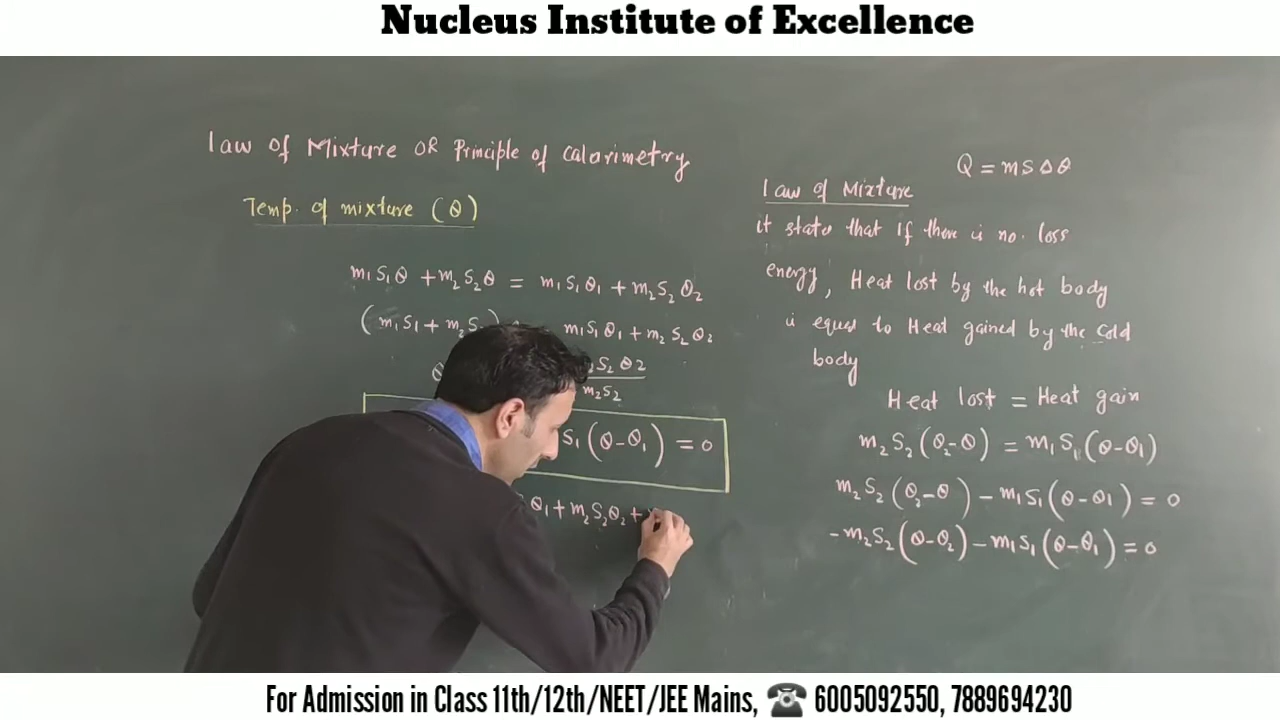 Nucleus Institute of Excellence
Law of Mixture OR Principle of Calorimetry
Temp. of mixture (θ)
m₁S₁θ + m₂S₂θ = m₁S₁θ₁ + m₂S₂θ₂
(m₁S₁ + m₂S₂) m₁S₁θ₁ + m₂S₂θ₂
θ ₂S₂θ2
m₂S₂
S₁(θ-θ₁) = 0
θ₁ + m₂S₂θ₂ +
Q = mSΔθ
Law of Mixture
it state that if there is no. loss
energy, Heat lost by the hot body
is equal to Heat gained by the cold
body
Heat lost = Heat gain
m₂S₂(θ₂-θ) = m₁S₁(θ-θ₁)
m₂S₂(θ₂-θ) - m₁S₁(θ-θ₁) = 0
-m₂S₂(θ-θ₂) - m₁S₁(θ-θ₁) = 0
For Admission in Class 11th/12th/NEET/JEE Mains, ☎ 6005092550, 7889694230